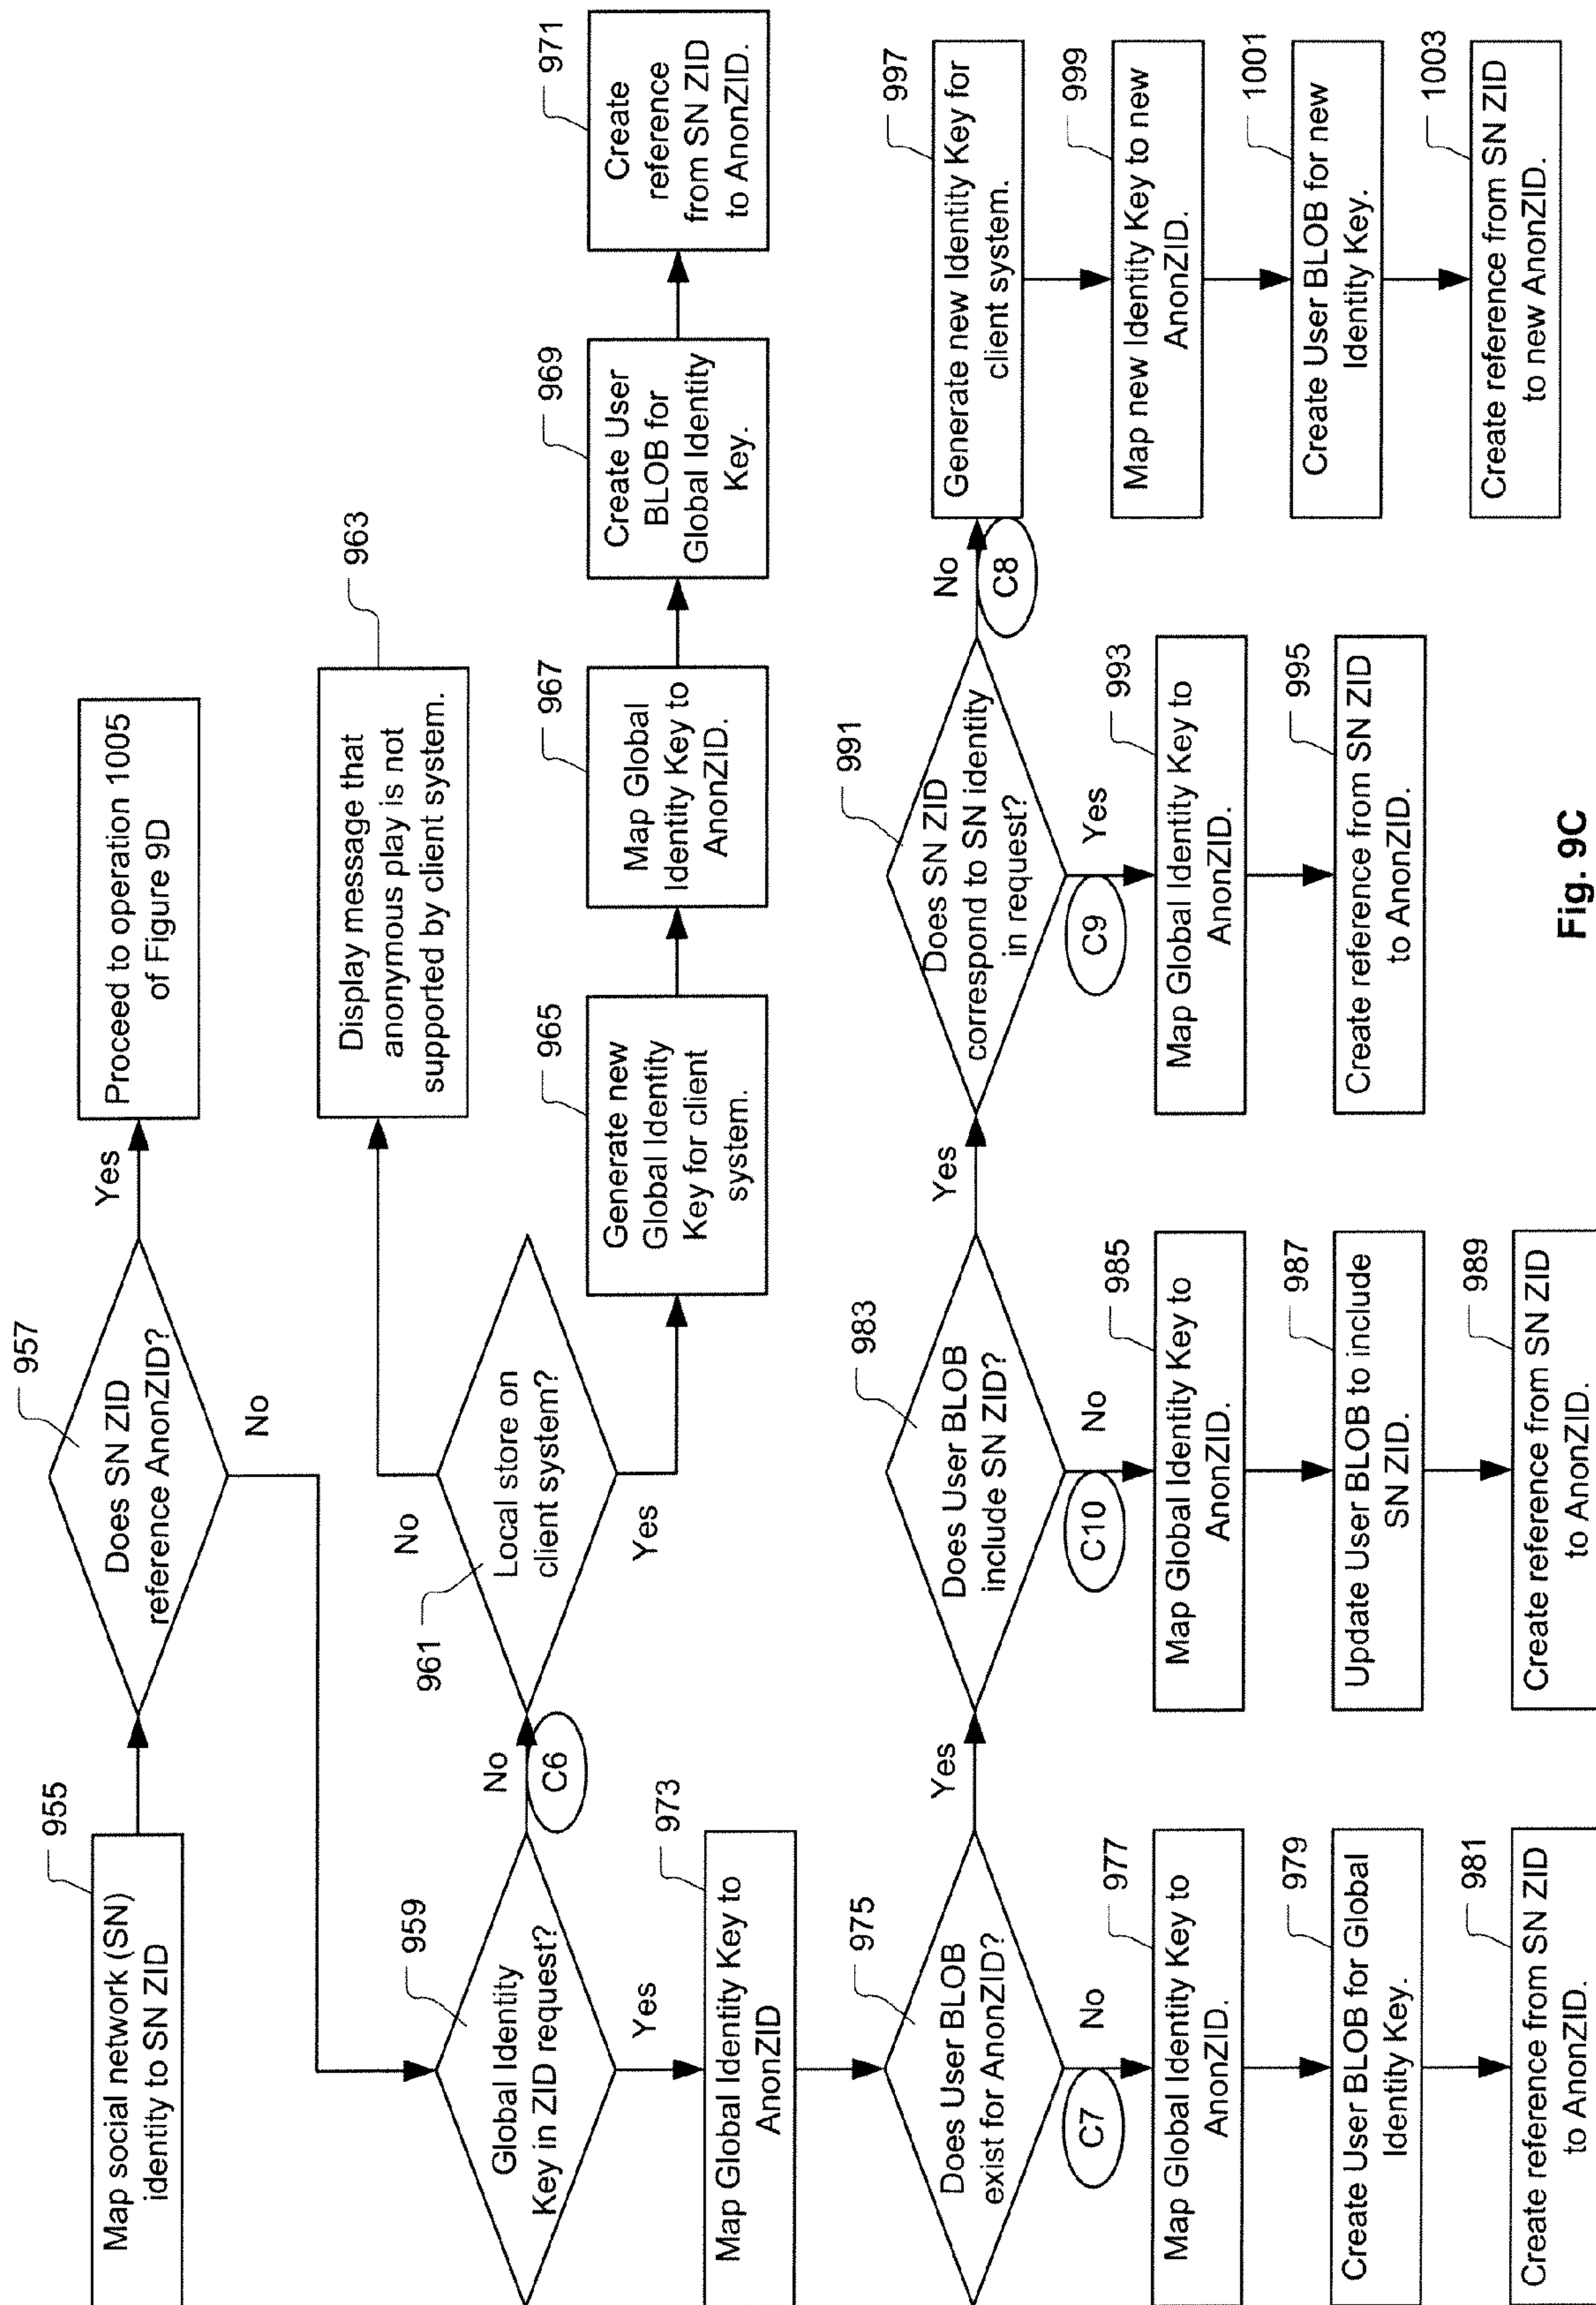 955
Map social network (SN)
identity to SN ZID
957
Does SN ZID
reference AnonZID?
Yes
Proceed to operation 1005
of Figure 9D
No
959
Global Identity
Key in ZID request?
No
C6
961
Local store on
client system?
No
963
Display message that
anonymous play is not
supported by client system.
Yes
965
Generate new
Global Identity
Key for client
system.
967
Map Global
Identity Key to
AnonZID.
969
Create User
BLOB for
Global Identity
Key.
971
Create
reference
from SN ZID
to AnonZID.
Yes
973
Map Global Identity Key to
AnonZID
975
Does User BLOB
exist for AnonZID?
No
C7
977
Map Global Identity Key to
AnonZID.
979
Create User BLOB for Global
Identity Key.
981
Create reference from SN ZID
to AnonZID.
Yes
983
Does User BLOB
include SN ZID?
No
C10
985
Map Global Identity Key to
AnonZID.
987
Update User BLOB to include
SN ZID.
989
Create reference from SN ZID
to AnonZID.
Yes
991
Does SN ZID
correspond to SN identity
in request?
Yes
C9
993
Map Global Identity Key to
AnonZID.
995
Create reference from SN ZID
to AnonZID.
No
C8
997
Generate new Identity Key for
client system.
999
Map new Identity Key to new
AnonZID.
1001
Create User BLOB for new
Identity Key.
1003
Create reference from SN ZID
to new AnonZID.
Fig. 9C